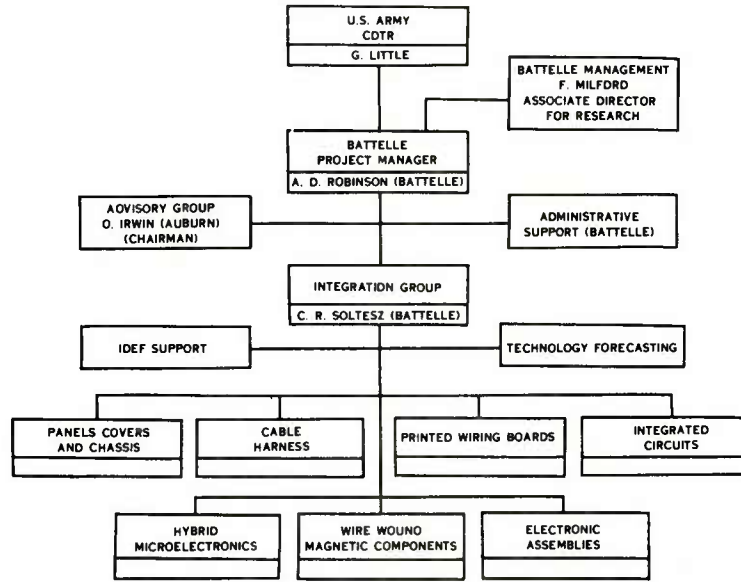 U.S. ARMY
CDTR
G. LITTLE
BATTELLE MANAGEMENT
F. MILFDRD
ASSOCIATE DIRECTOR
FOR RESEARCH
BATTELLE
PROJECT MANAGER
A. D. ROBINSON (BATTELLE)
AOVISORY GROUP
O. IRWIN (AUBURN)
(CHAIRMAN)
ADMINISTRATIVE
SUPPORT (BATTELLE)
INTEGRATION GROUP
C. R. SOLTESZ (BATTELLE)
IDEF SUPPORT
TECHNOLOGY FORECASTING
PANELS COVERS
AND CHASSIS
CABLE
HARNESS
PRINTED WIRING BOARDS
INTEGRATED
CIRCUITS
HYBRID
MICROELECTRONICS
WIRE WOUNO
MAGNETIC COMPONENTS
ELECTRONIC
ASSEMBLIES